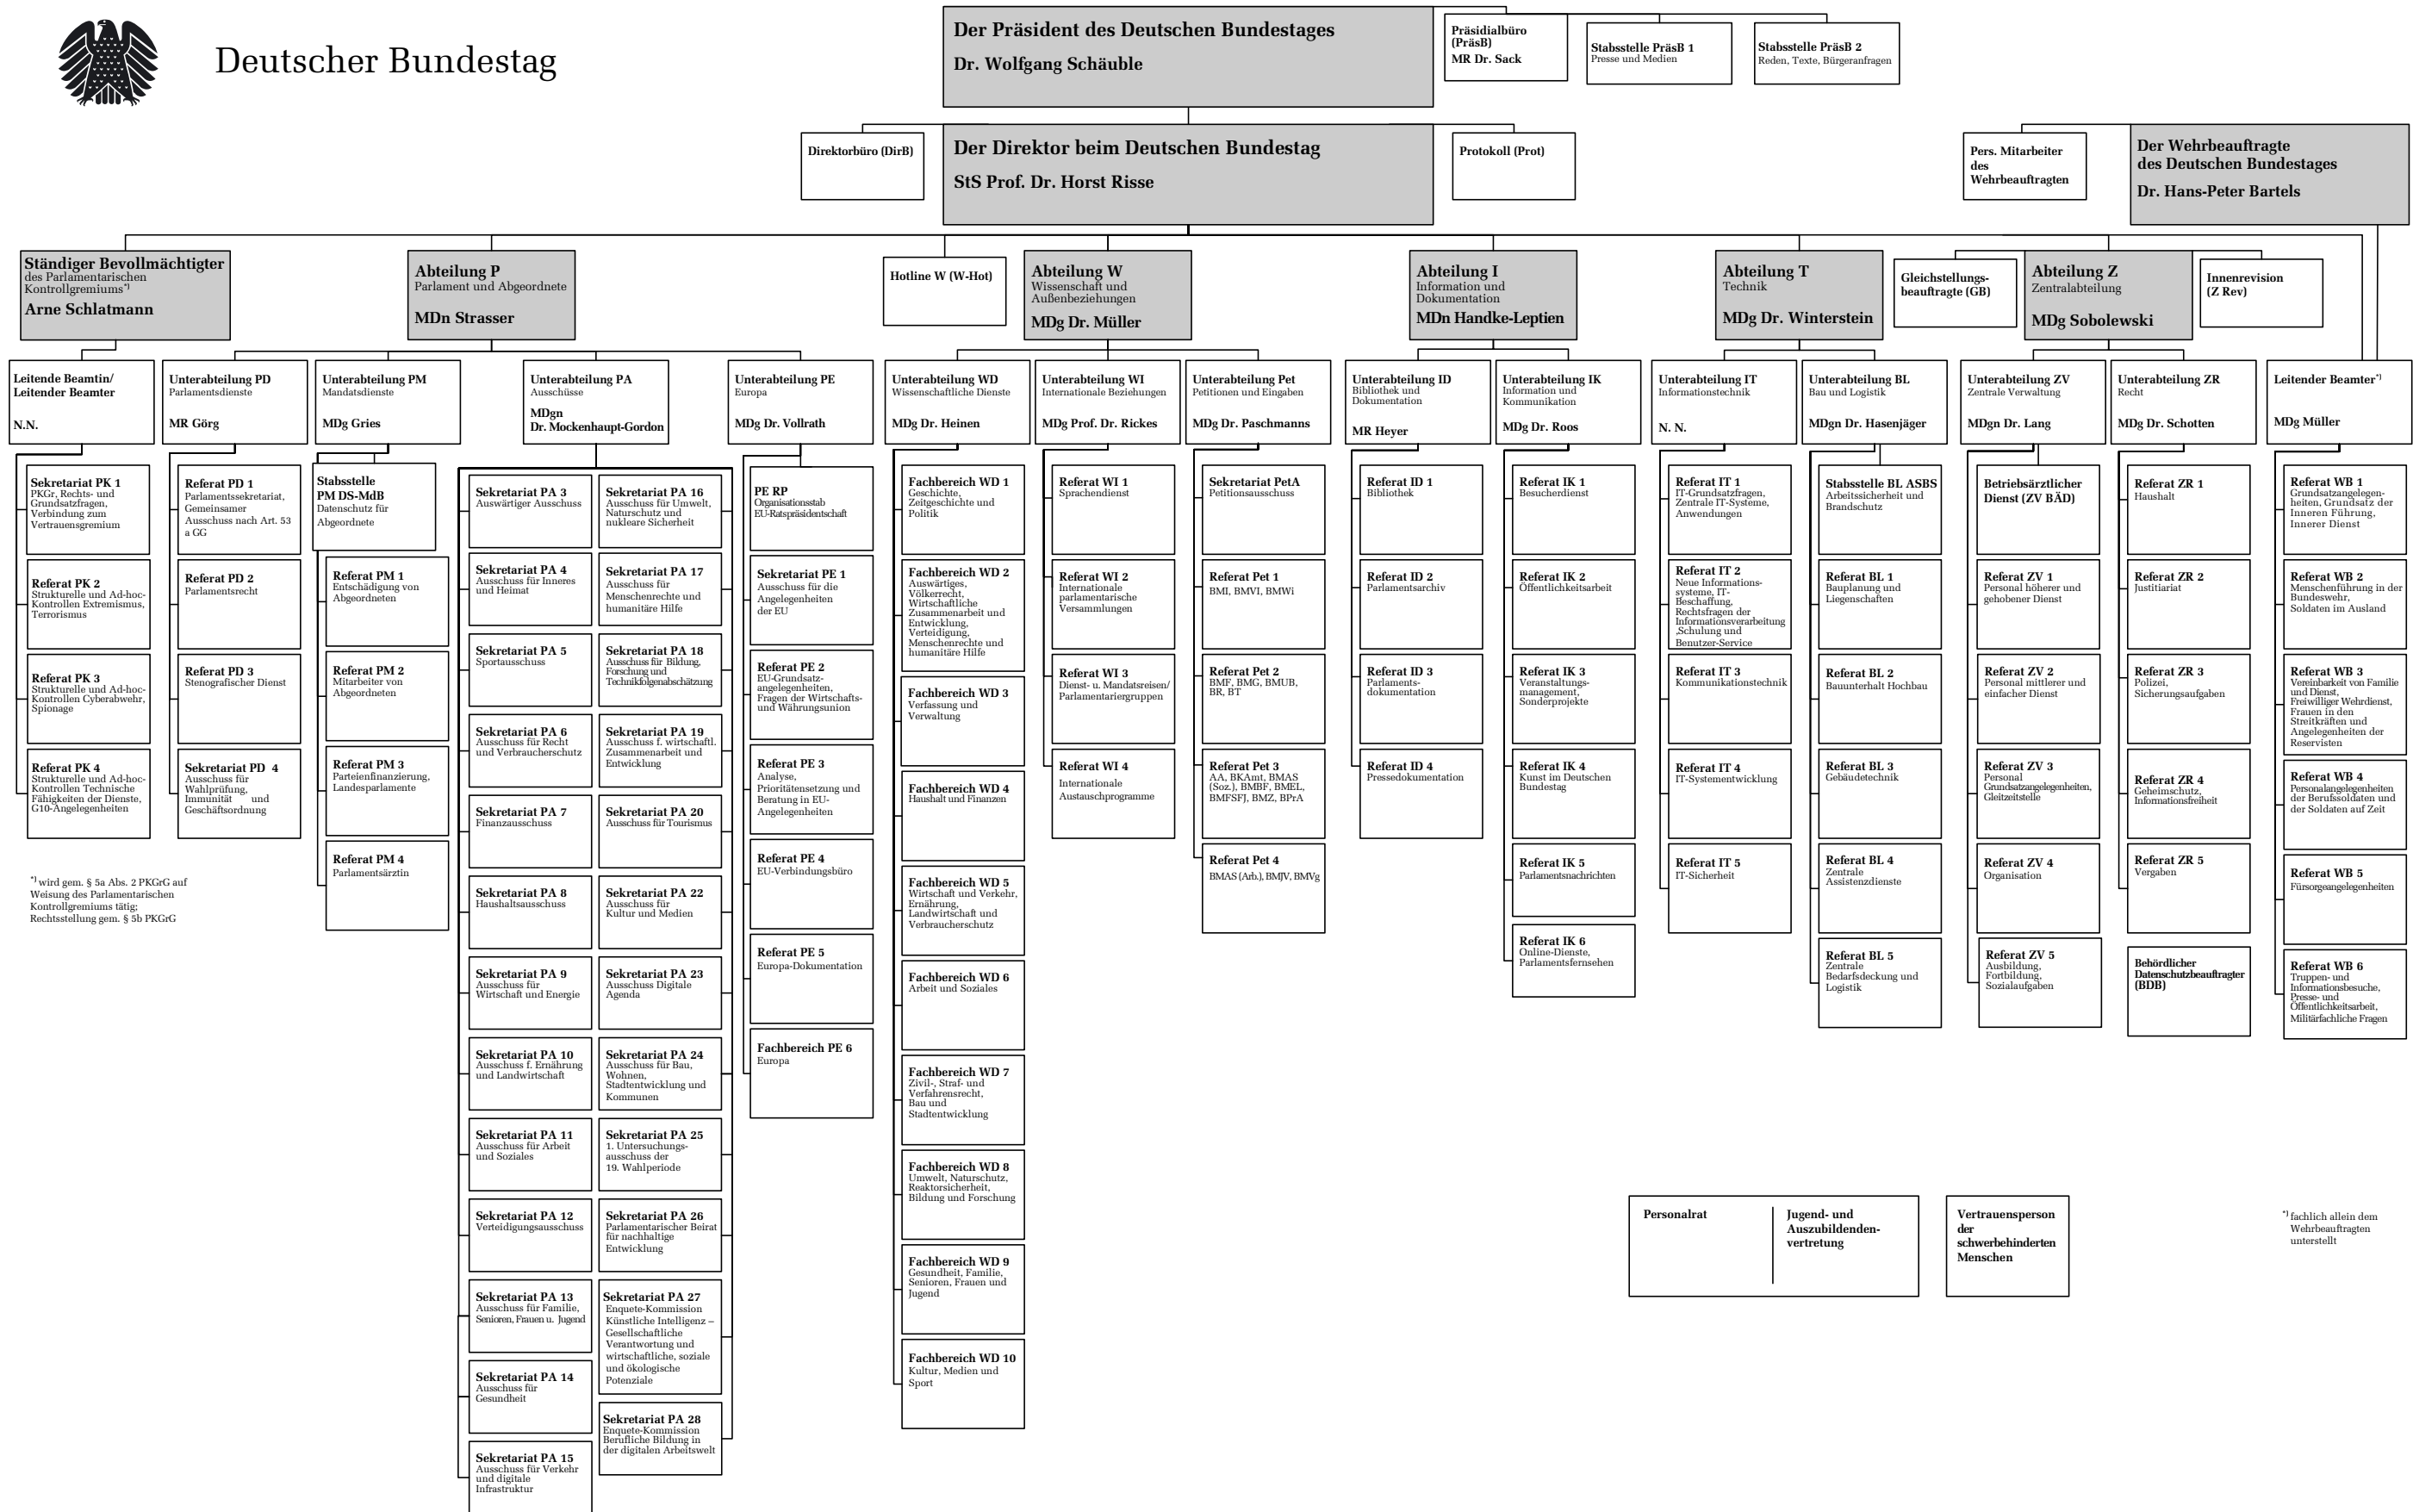 Deutscher Bundestag
Der Präsident des Deutschen Bundestages
Dr. Wolfgang Schäuble
Präsidialbüro
(PräsB)
MR Dr. Sack
Stabsstelle PräsB 1
Presse und Medien
Stabsstelle PräsB 2
Reden, Texte, Bürgeranfragen
Direktorbüro (DirB)
Der Direktor beim Deutschen Bundestag
StS Prof. Dr. Horst Risse
Protokoll (Prot)
Pers. Mitarbeiter
des
Wehrbeauftragten
Der Wehrbeauftragte
des Deutschen Bundestages
Dr. Hans-Peter Bartels
Ständiger Bevollmächtigter
des Parlamentarischen
Kontrollgremiums*)
Arne Schlatmann
Abteilung P
Parlament und Abgeordnete
MDn Strasser
Hotline W (W-Hot)
Abteilung W
Wissenschaft und
Außenbeziehungen
MDg Dr. Müller
Abteilung I
Information und
Dokumentation
MDn Handke-Leptien
Abteilung T
Technik
MDg Dr. Winterstein
Gleichstellungs-
beauftragte (GB)
Abteilung Z
Zentralabteilung
MDg Sobolewski
Innenrevision
(Z Rev)
Leitende Beamtin/
Leitender Beamter
N.N.
Unterabteilung PD
Parlamentsdienste
MR Görg
Unterabteilung PM
Mandatsdienste
MDg Gries
Unterabteilung PA
Ausschüsse
MDgn
Dr. Mockenhaupt-Gordon
Unterabteilung PE
Europa
MDg Dr. Vollrath
Unterabteilung WD
Wissenschaftliche Dienste
MDg Dr. Heinen
Unterabteilung WI
Internationale Beziehungen
MDg Prof. Dr. Rickes
Unterabteilung Pet
Petitionen und Eingaben
MDg Dr. Paschmanns
Unterabteilung ID
Bibliothek und
Dokumentation
MR Heyer
Unterabteilung IK
Information und
Kommunikation
MDg Dr. Roos
Unterabteilung IT
Informationstechnik
N. N.
Unterabteilung BL
Bau und Logistik
MDgn Dr. Hasenjäger
Unterabteilung ZV
Zentrale Verwaltung
MDgn Dr. Lang
Unterabteilung ZR
Recht
MDg Dr. Schotten
Leitender Beamter*)
MDg Müller
Sekretariat PK 1
PKGr, Rechts- und
Grundsatzfragen,
Verbindung zum
Vertrauensgremium
Referat PK 2
Strukturelle und Ad-hoc-
Kontrollen Extremismus,
Terrorismus
Referat PK 3
Strukturelle und Ad-hoc-
Kontrollen Cyberabwehr,
Spionage
Referat PK 4
Strukturelle und Ad-hoc-
Kontrollen Technische
Fähigkeiten der Dienste,
G10-Angelegenheiten
*) wird gem. § 5a Abs. 2 PKGrG auf
Weisung des Parlamentarischen
Kontrollgremiums tätig;
Rechtsstellung gem. § 5b PKGrG
Referat PD 1
Parlamentssekretariat,
Gemeinsamer
Ausschuss nach Art. 53
a GG
Referat PD 2
Parlamentsrecht
Referat PD 3
Stenografischer Dienst
Sekretariat PD 4
Ausschuss für
Wahlprüfung,
Immunität und
Geschäftsordnung
Stabsstelle
PM DS-MdB
Datenschutz für
Abgeordnete
Referat PM 1
Entschädigung von
Abgeordneten
Referat PM 2
Mitarbeiter von
Abgeordneten
Referat PM 3
Parteienfinanzierung,
Landesparlamente
Referat PM 4
Parlamentsärztin
Sekretariat PA 3
Auswärtiger Ausschuss
Sekretariat PA 4
Ausschuss für Inneres
und Heimat
Sekretariat PA 5
Sportausschuss
Sekretariat PA 6
Ausschuss für Recht
und Verbraucherschutz
Sekretariat PA 7
Finanzausschuss
Sekretariat PA 8
Haushaltsausschuss
Sekretariat PA 9
Ausschuss für
Wirtschaft und Energie
Sekretariat PA 10
Ausschuss f. Ernährung
und Landwirtschaft
Sekretariat PA 11
Ausschuss für Arbeit
und Soziales
Sekretariat PA 12
Verteidigungsausschuss
Sekretariat PA 13
Ausschuss für Familie,
Senioren, Frauen u. Jugend
Sekretariat PA 14
Ausschuss für
Gesundheit
Sekretariat PA 15
Ausschuss für Verkehr
und digitale
Infrastruktur
Sekretariat PA 16
Ausschuss für Umwelt,
Naturschutz und
nukleare Sicherheit
Sekretariat PA 17
Ausschuss für
Menschenrechte und
humanitäre Hilfe
Sekretariat PA 18
Ausschuss für Bildung,
Forschung und
Technikfolgenabschätzung
Sekretariat PA 19
Ausschuss f. wirtschaftl.
Zusammenarbeit und
Entwicklung
Sekretariat PA 20
Ausschuss für Tourismus
Sekretariat PA 22
Ausschuss für
Kultur und Medien
Sekretariat PA 23
Ausschuss Digitale
Agenda
Sekretariat PA 24
Ausschuss für Bau,
Wohnen,
Stadtentwicklung und
Kommunen
Sekretariat PA 25
1. Untersuchungs-
ausschuss der
19. Wahlperiode
Sekretariat PA 26
Parlamentarischer Beirat
für nachhaltige
Entwicklung
Sekretariat PA 27
Enquete-Kommission
Künstliche Intelligenz –
Gesellschaftliche
Verantwortung und
wirtschaftliche, soziale
und ökologische
Potenziale
Sekretariat PA 28
Enquete-Kommission
Berufliche Bildung in
der digitalen Arbeitswelt
PE RP
Organisationsstab
EU-Ratspräsidentschaft
Sekretariat PE 1
Ausschuss für die
Angelegenheiten
der EU
Referat PE 2
EU-Grundsatz-
angelegenheiten,
Fragen der Wirtschafts-
und Währungsunion
Referat PE 3
Analyse,
Prioritätensetzung und
Beratung in EU-
Angelegenheiten
Referat PE 4
EU-Verbindungsbüro
Referat PE 5
Europa-Dokumentation
Fachbereich PE 6
Europa
Fachbereich WD 1
Geschichte,
Zeitgeschichte und
Politik
Fachbereich WD 2
Auswärtiges,
Völkerrecht,
Wirtschaftliche
Zusammenarbeit und
Entwicklung,
Verteidigung,
Menschenrechte und
humanitäre Hilfe
Fachbereich WD 3
Verfassung und
Verwaltung
Fachbereich WD 4
Haushalt und Finanzen
Fachbereich WD 5
Wirtschaft und Verkehr,
Ernährung,
Landwirtschaft und
Verbraucherschutz
Fachbereich WD 6
Arbeit und Soziales
Fachbereich WD 7
Zivil-, Straf- und
Verfahrensrecht,
Bau und
Stadtentwicklung
Fachbereich WD 8
Umwelt, Naturschutz,
Reaktorsicherheit,
Bildung und Forschung
Fachbereich WD 9
Gesundheit, Familie,
Senioren, Frauen und
Jugend
Fachbereich WD 10
Kultur, Medien und
Sport
Referat WI 1
Sprachendienst
Referat WI 2
Internationale
parlamentarische
Versammlungen
Referat WI 3
Dienst- u. Mandatsreisen/
Parlamentariergruppen
Referat WI 4
Internationale
Austauschprogramme
Sekretariat PetA
Petitionsausschuss
Referat Pet 1
BMI, BMVI, BMWi
Referat Pet 2
BMF, BMG, BMUB,
BR, BT
Referat Pet 3
AA, BKAmt, BMAS
(Soz.), BMBF, BMEL,
BMFSFJ, BMZ, BPrA
Referat Pet 4
BMAS (Arb.), BMJV, BMVg
Referat ID 1
Bibliothek
Referat ID 2
Parlamentsarchiv
Referat ID 3
Parlaments-
dokumentation
Referat ID 4
Pressedokumentation
Referat IK 1
Besucherdienst
Referat IK 2
Öffentlichkeitsarbeit
Referat IK 3
Veranstaltungs-
management,
Sonderprojekte
Referat IK 4
Kunst im Deutschen
Bundestag
Referat IK 5
Parlamentsnachrichten
Referat IK 6
Online-Dienste,
Parlamentsfernsehen
Referat IT 1
IT-Grundsatzfragen,
Zentrale IT-Systeme,
Anwendungen
Referat IT 2
Neue Informations-
systeme, IT-
Beschaffung,
Rechtsfragen der
Informationsverarbeitung
,Schulung und
Benutzer-Service
Referat IT 3
Kommunikationstechnik
Referat IT 4
IT-Systementwicklung
Referat IT 5
IT-Sicherheit
Stabsstelle BL ASBS
Arbeitssicherheit und
Brandschutz
Referat BL 1
Bauplanung und
Liegenschaften
Referat BL 2
Bauunterhalt Hochbau
Referat BL 3
Gebäudetechnik
Referat BL 4
Zentrale
Assistenzdienste
Referat BL 5
Zentrale
Bedarfsdeckung und
Logistik
Betriebsärztlicher
Dienst (ZV BÄD)
Referat ZV 1
Personal höherer und
gehobener Dienst
Referat ZV 2
Personal mittlerer und
einfacher Dienst
Referat ZV 3
Personal
Grundsatzangelegenheiten,
Gleitzeitstelle
Referat ZV 4
Organisation
Referat ZV 5
Ausbildung,
Fortbildung,
Sozialaufgaben
Referat ZR 1
Haushalt
Referat ZR 2
Justitiariat
Referat ZR 3
Polizei,
Sicherungsaufgaben
Referat ZR 4
Geheimschutz,
Informationsfreiheit
Referat ZR 5
Vergaben
Behördlicher
Datenschutzbeauftragter
(BDB)
Referat WB 1
Grundsatzangelegen-
heiten, Grundsatz der
Inneren Führung,
Innerer Dienst
Referat WB 2
Menschenführung in der
Bundeswehr,
Soldaten im Ausland
Referat WB 3
Vereinbarkeit von Familie
und Dienst,
Freiwilliger Wehrdienst,
Frauen in den
Streitkräften und
Angelegenheiten der
Reservisten
Referat WB 4
Personalangelegenheiten
der Berufssoldaten und
der Soldaten auf Zeit
Referat WB 5
Fürsorgeangelegenheiten
Referat WB 6
Truppen- und
Informationsbesuche,
Presse- und
Öffentlichkeitsarbeit,
Militärfachliche Fragen
Personalrat
Jugend- und
Auszubildenden-
vertretung
Vertrauensperson
der
schwerbehinderten
Menschen
*) fachlich allein dem
Wehrbeauftragten
unterstellt